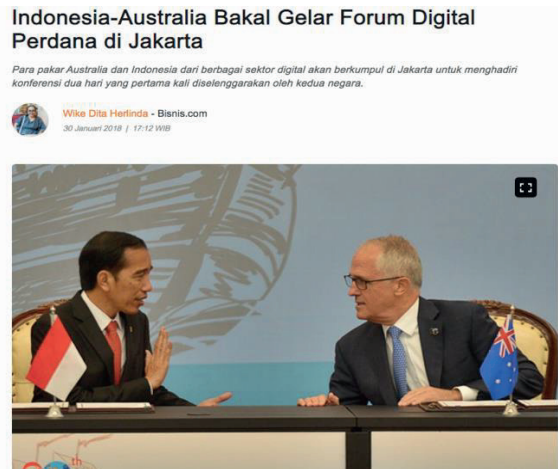 Indonesia-Australia Bakal Gelar Forum Digital
Perdana di Jakarta
Para pakar Australia dan Indonesia dari berbagai sektor digital akan berkumpul di Jakarta untuk menghadiri
konferensi dua hari yang pertama kali diselenggarakan oleh kedua negara.
Wike Dita Herlinda - Bisnis.com
30 Januari 2018 | 17:12 WIB
th